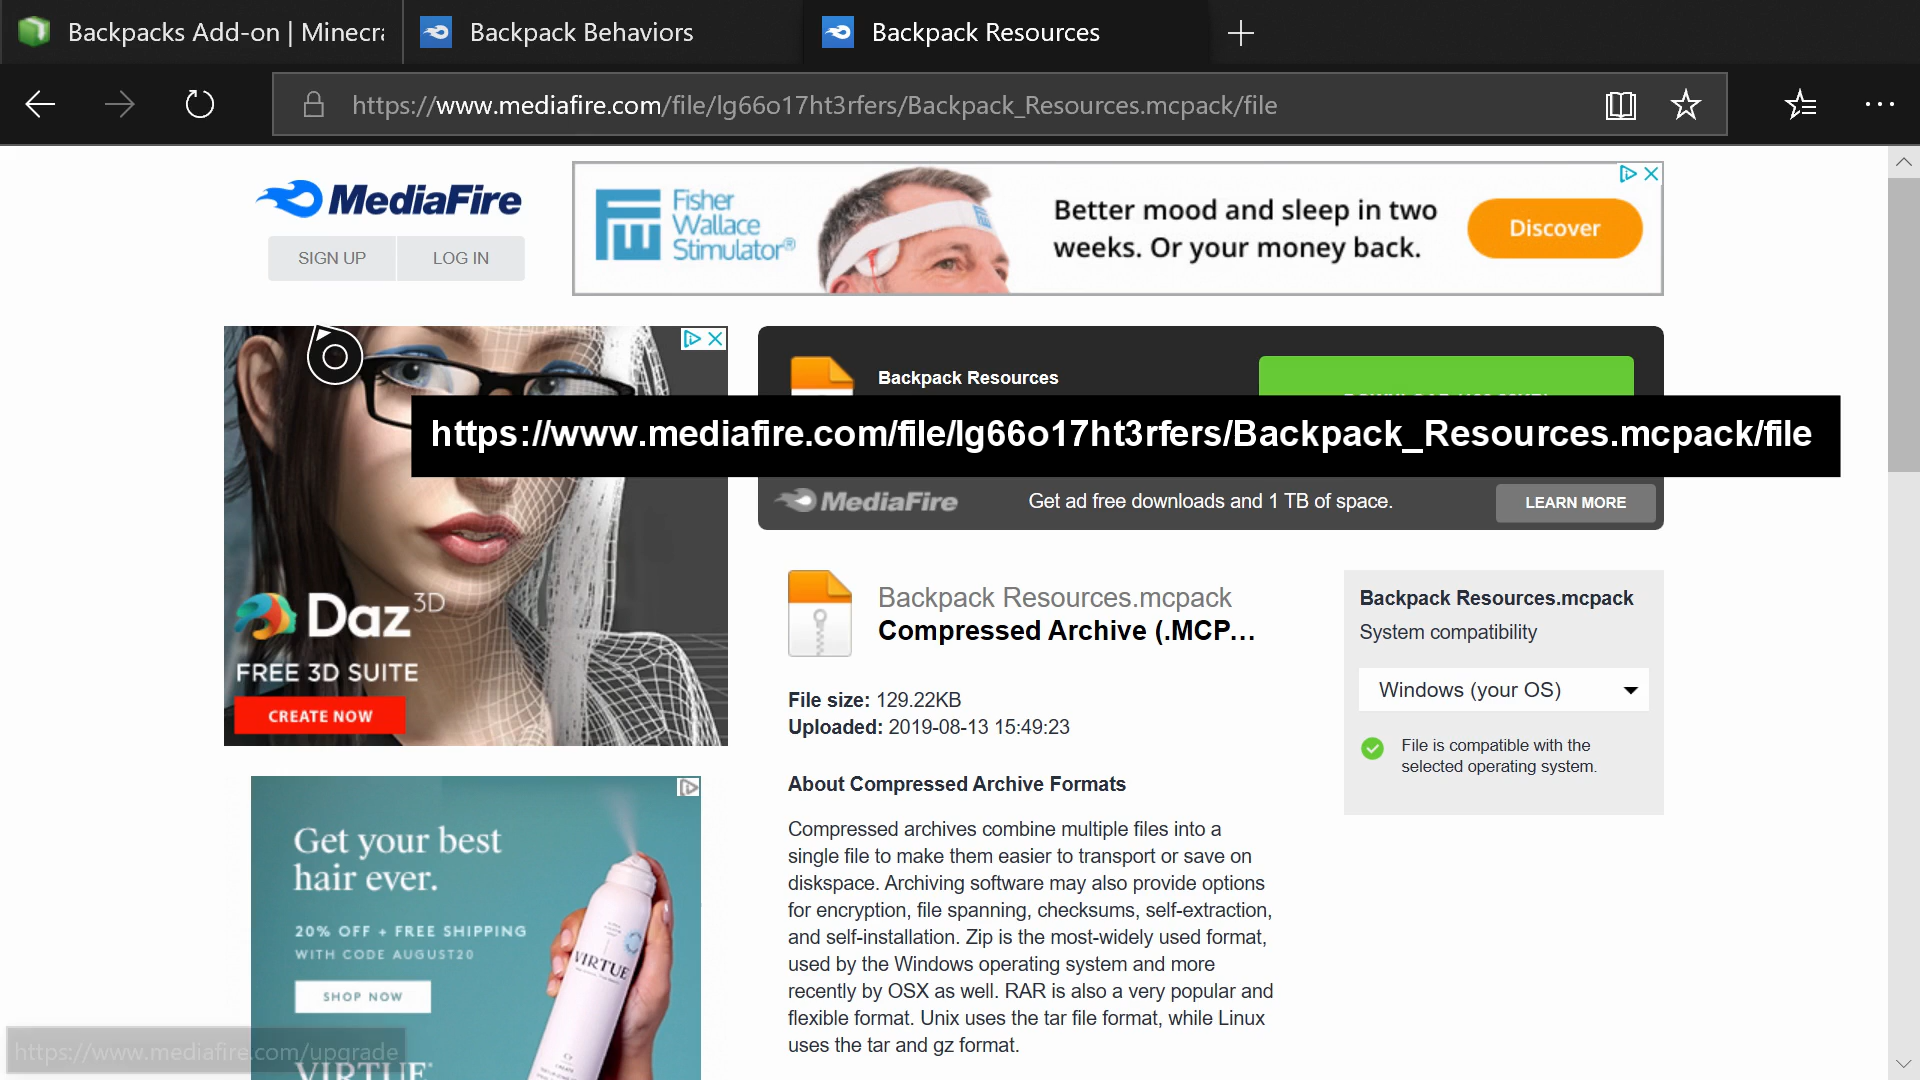 Backpacks Add-on | Minecra
Backpack Behaviors
Backpack Resources
https://www.mediafire.com/file/lg66o17ht3rfers/Backpack_Resources.mcpack/file
MediaFire
SIGN UP
LOG IN
Fisher
Wallace
Stimulator®
Better mood and sleep in two
weeks. Or your money back.
Discover
Backpack Resources
https://www.mediafire.com/file/lg66o17ht3rfers/Backpack_Resources.mcpack/file
MediaFire
Get ad free downloads and 1 TB of space.
LEARN MORE
Daz 3D
FREE 3D SUITE
CREATE NOW
Backpack Resources.mcpack
Compressed Archive (.MCP...
File size: 129.22KB
Uploaded: 2019-08-13 15:49:23
Backpack Resources.mcpack
System compatibility
Windows (your OS)
File is compatible with the
selected operating system.
About Compressed Archive Formats
Compressed archives combine multiple files into a
single file to make them easier to transport or save on
diskspace. Archiving software may also provide options
for encryption, file spanning, checksums, self-extraction,
and self-installation. Zip is the most-widely used format,
used by the Windows operating system and more
recently by OSX as well. RAR is also a very popular and
flexible format. Unix uses the tar file format, while Linux
uses the tar and gz format.
Get your best
hair ever.
20% OFF + FREE SHIPPING
WITH CODE AUGUST20
SHOP NOW
VIRTUE
VIRTUE
https://www.mediafire.com/upgrade